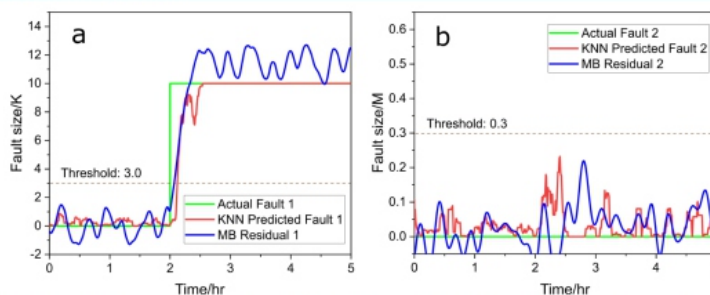 a
Fault size/K
14
12
10
8
6
4
2
0
-2
Threshold: 3.0
Actual Fault 1
KNN Predicted Fault 1
MB Residual 1
0 1 2 3 4 5
Time/hr
b
Fault size/M
0.6
0.5
0.4
0.3
0.2
0.1
0.0
Actual Fault 2
KNN Predicted Fault 2
MB Residual 2
Threshold: 0.3
0 1 2 3 4
Time/hr